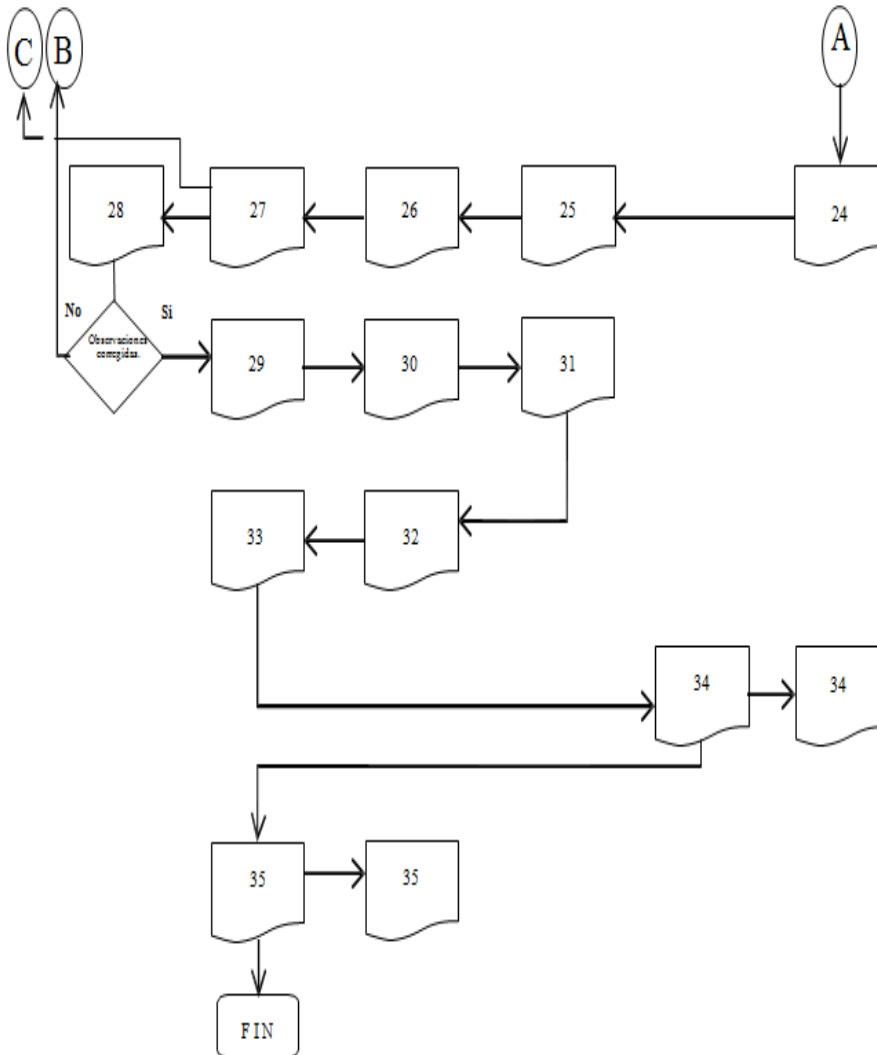 C B A
28 27 26 25 24
No Si
Observaciones
corregidas.
29 30 31
33 32
34 34
35 35
FIN